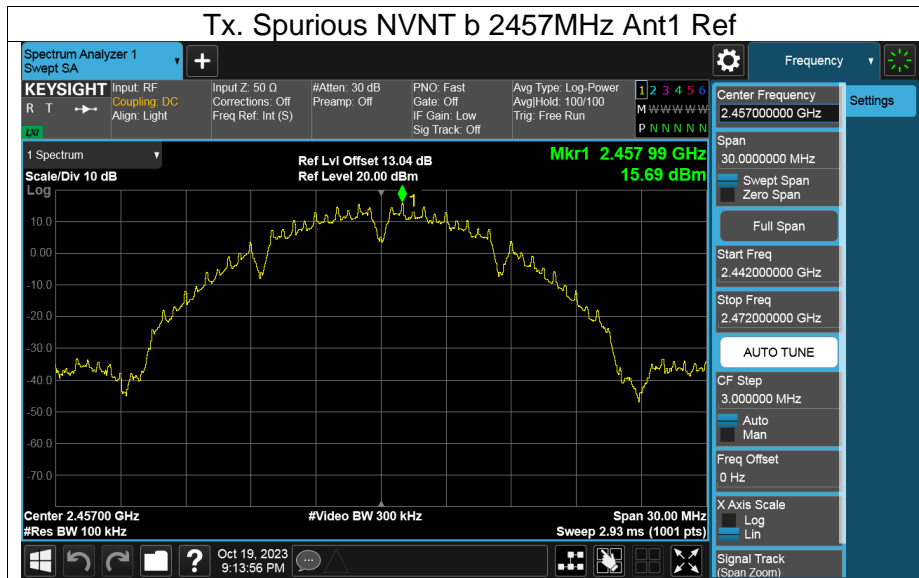 Tx. Spurious NVNT b 2457MHz Ant1 Ref
Spectrum Analyzer 1
Swept SA
+
Frequency
KEYSIGHT
R T
LXI
Input: RF
Coupling: DC
Align: Light
Input Z: 50 Ω
Corrections: Off
Freq Ref: Int (S)
#Atten: 30 dB
Preamp: Off
PNO: Fast
Gate: Off
IF Gain: Low
Sig Track: Off
Avg Type: Log-Power
Avg|Hold: 100/100
Trig: Free Run
1 2 3 4 5 6
M W W W W W
P N N N N N
1 Spectrum
Scale/Div 10 dB
Log
Ref Lvl Offset 13.04 dB
Ref Level 20.00 dBm
Mkr1 2.457 99 GHz
15.69 dBm
1
10.0
0.00
-10.0
-20.0
-30.0
-40.0
-50.0
-60.0
-70.0
Center 2.45700 GHz
#Res BW 100 kHz
#Video BW 300 kHz
Span 30.00 MHz
Sweep 2.93 ms (1001 pts)
Center Frequency
2.457000000 GHz
Settings
Span
30.0000000 MHz
Swept Span
Zero Span
Full Span
Start Freq
2.442000000 GHz
Stop Freq
2.472000000 GHz
AUTO TUNE
CF Step
3.000000 MHz
Auto
Man
Freq Offset
0 Hz
X Axis Scale
Log
Lin
Signal Track
(Span Zoom)
?
Oct 19, 2023
9:13:56 PM